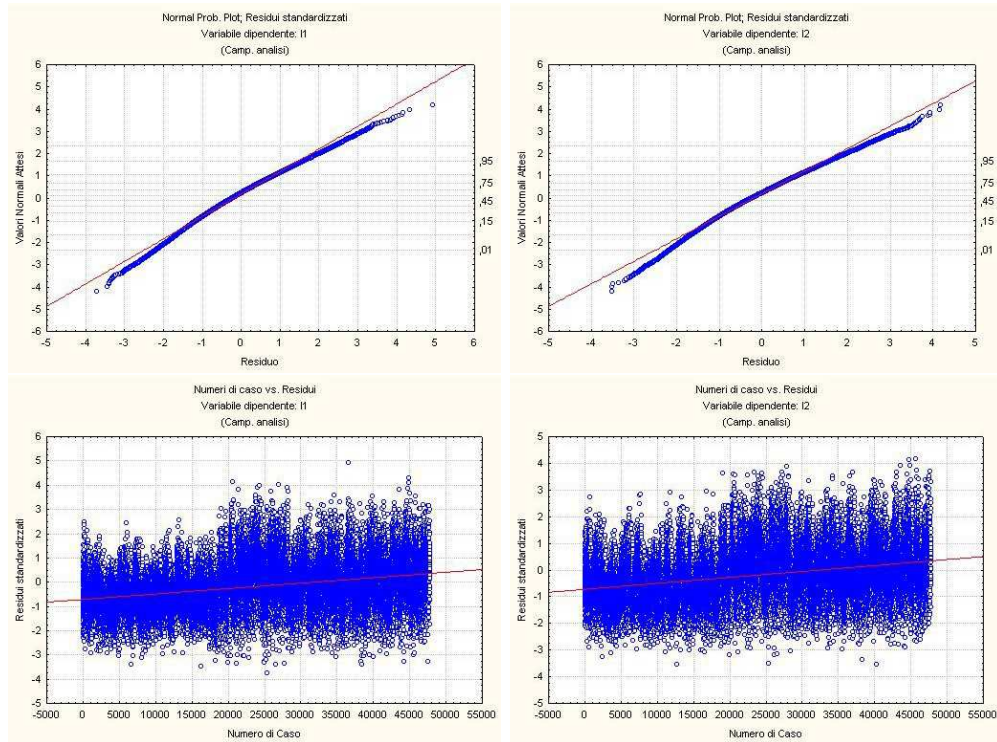 Normal Prob. Plot; Residui standardizzati
Variabile dipendente: I1
(Camp. analisi)
6
5
4
3
2
1
0
-1
-2
-3
-4
-5
-6
Valori Normali Attesi
,95
,75
,45
,15
,01
-5 -4 -3 -2 -1 0 1 2 3 4 5 6
Residuo
Normal Prob. Plot; Residui standardizzati
Variabile dipendente: I2
(Camp. analisi)
6
5
4
3
2
1
0
-1
-2
-3
-4
-5
-6
Valori Normali Attesi
,95
,75
,45
,15
,01
-5 -4 -3 -2 -1 0 1 2 3 4 5
Residuo
Numeri di caso vs. Residui
Variabile dipendente: I1
(Camp. analisi)
6
5
4
3
2
1
0
-1
-2
-3
-4
-5
Residui standardizzati
-5000 0 5000 10000 15000 20000 25000 30000 35000 40000 45000 50000 55000
Numero di Caso
Numeri di caso vs. Residui
Variabile dipendente: I2
(Camp. analisi)
5
4
3
2
1
0
-1
-2
-3
-4
-5
Residui standardizzati
-5000 0 5000 10000 15000 20000 25000 30000 35000 40000 45000 50000 55000
Numero di Caso